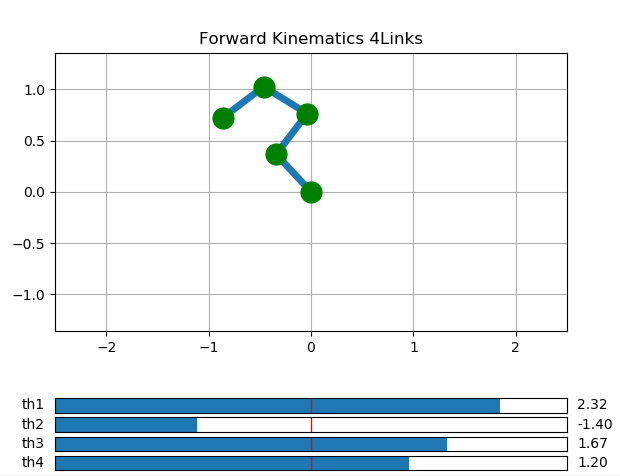 Forward Kinematics 4Links
1.0
0.5
0.0
−0.5
−1.0
−2 −1 0 1 2
th1 2.32
th2 -1.40
th3 1.67
th4 1.20